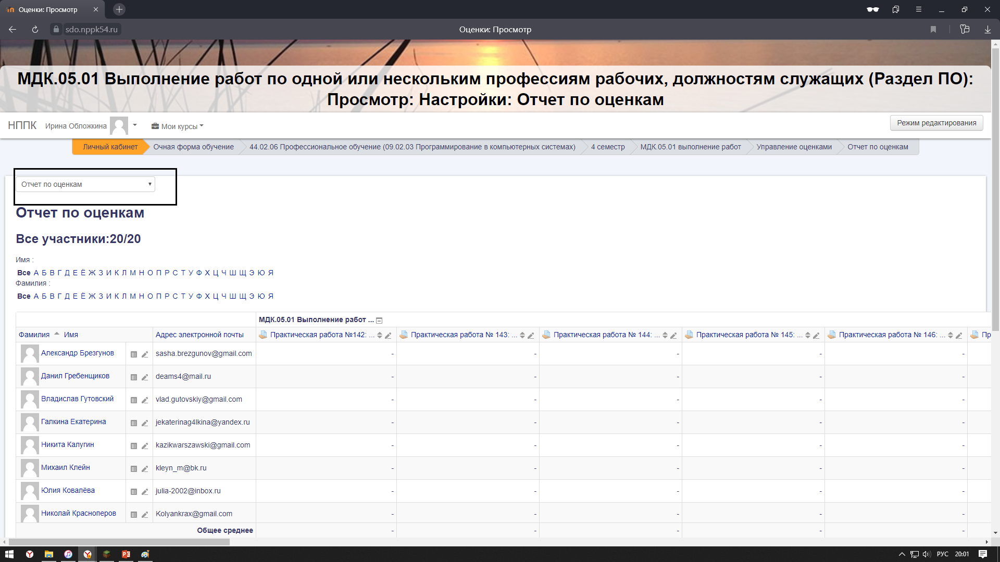 Оценки: Просмотр
sdo.nppk54.ru
Оценки: Просмотр
МДК.05.01 Выполнение работ по одной или нескольким профессиям рабочих, должностям служащих (Раздел ПО):
Просмотр: Настройки: Отчет по оценкам
НППК Ирина Обложкина Мои курсы Режим редактирования
Личный кабинет Очная форма обучение 44.02.06 Профессиональное обучение (09.02.03 Программирование в компьютерных системах) 4 семестр МДК.05.01 выполнение работ Управление оценками Отчет по оценкам
Отчет по оценкам
Отчет по оценкам
Все участники:20/20
Имя :
Все А Б В Г Д Е Ё Ж З И К Л М Н О П Р С Т У Ф Х Ц Ч Ш Щ Э Ю Я
Фамилия :
Все А Б В Г Д Е Ё Ж З И К Л М Н О П Р С Т У Ф Х Ц Ч Ш Щ Э Ю Я
МДК.05.01 Выполнение работ ...
Фамилия Имя Адрес электронной почты Практическая работа №142: ... Практическая работа № 143: ... Практическая работа № 144: ... Практическая работа № 145: ... Практическая работа № 146: ... Пр
Александр Брезгунов sasha.brezgunov@gmail.com - - - - -
Данил Гребенщиков deams4@mail.ru - - - - -
Владислав Гутовский vlad.gutovskiy@gmail.com - - - - -
Галкина Екатерина jekaterinag4lkina@yandex.ru - - - - -
Никита Калугин kazikwarszawski@gmail.com - - - - -
Михаил Клейн kleyn_m@bk.ru - - - - -
Юлия Ковалёва julia-2002@inbox.ru - - - - -
Николай Красноперов Kolyankrax@gmail.com - - - - -
Общее среднее - - - - -
РУС 20:01